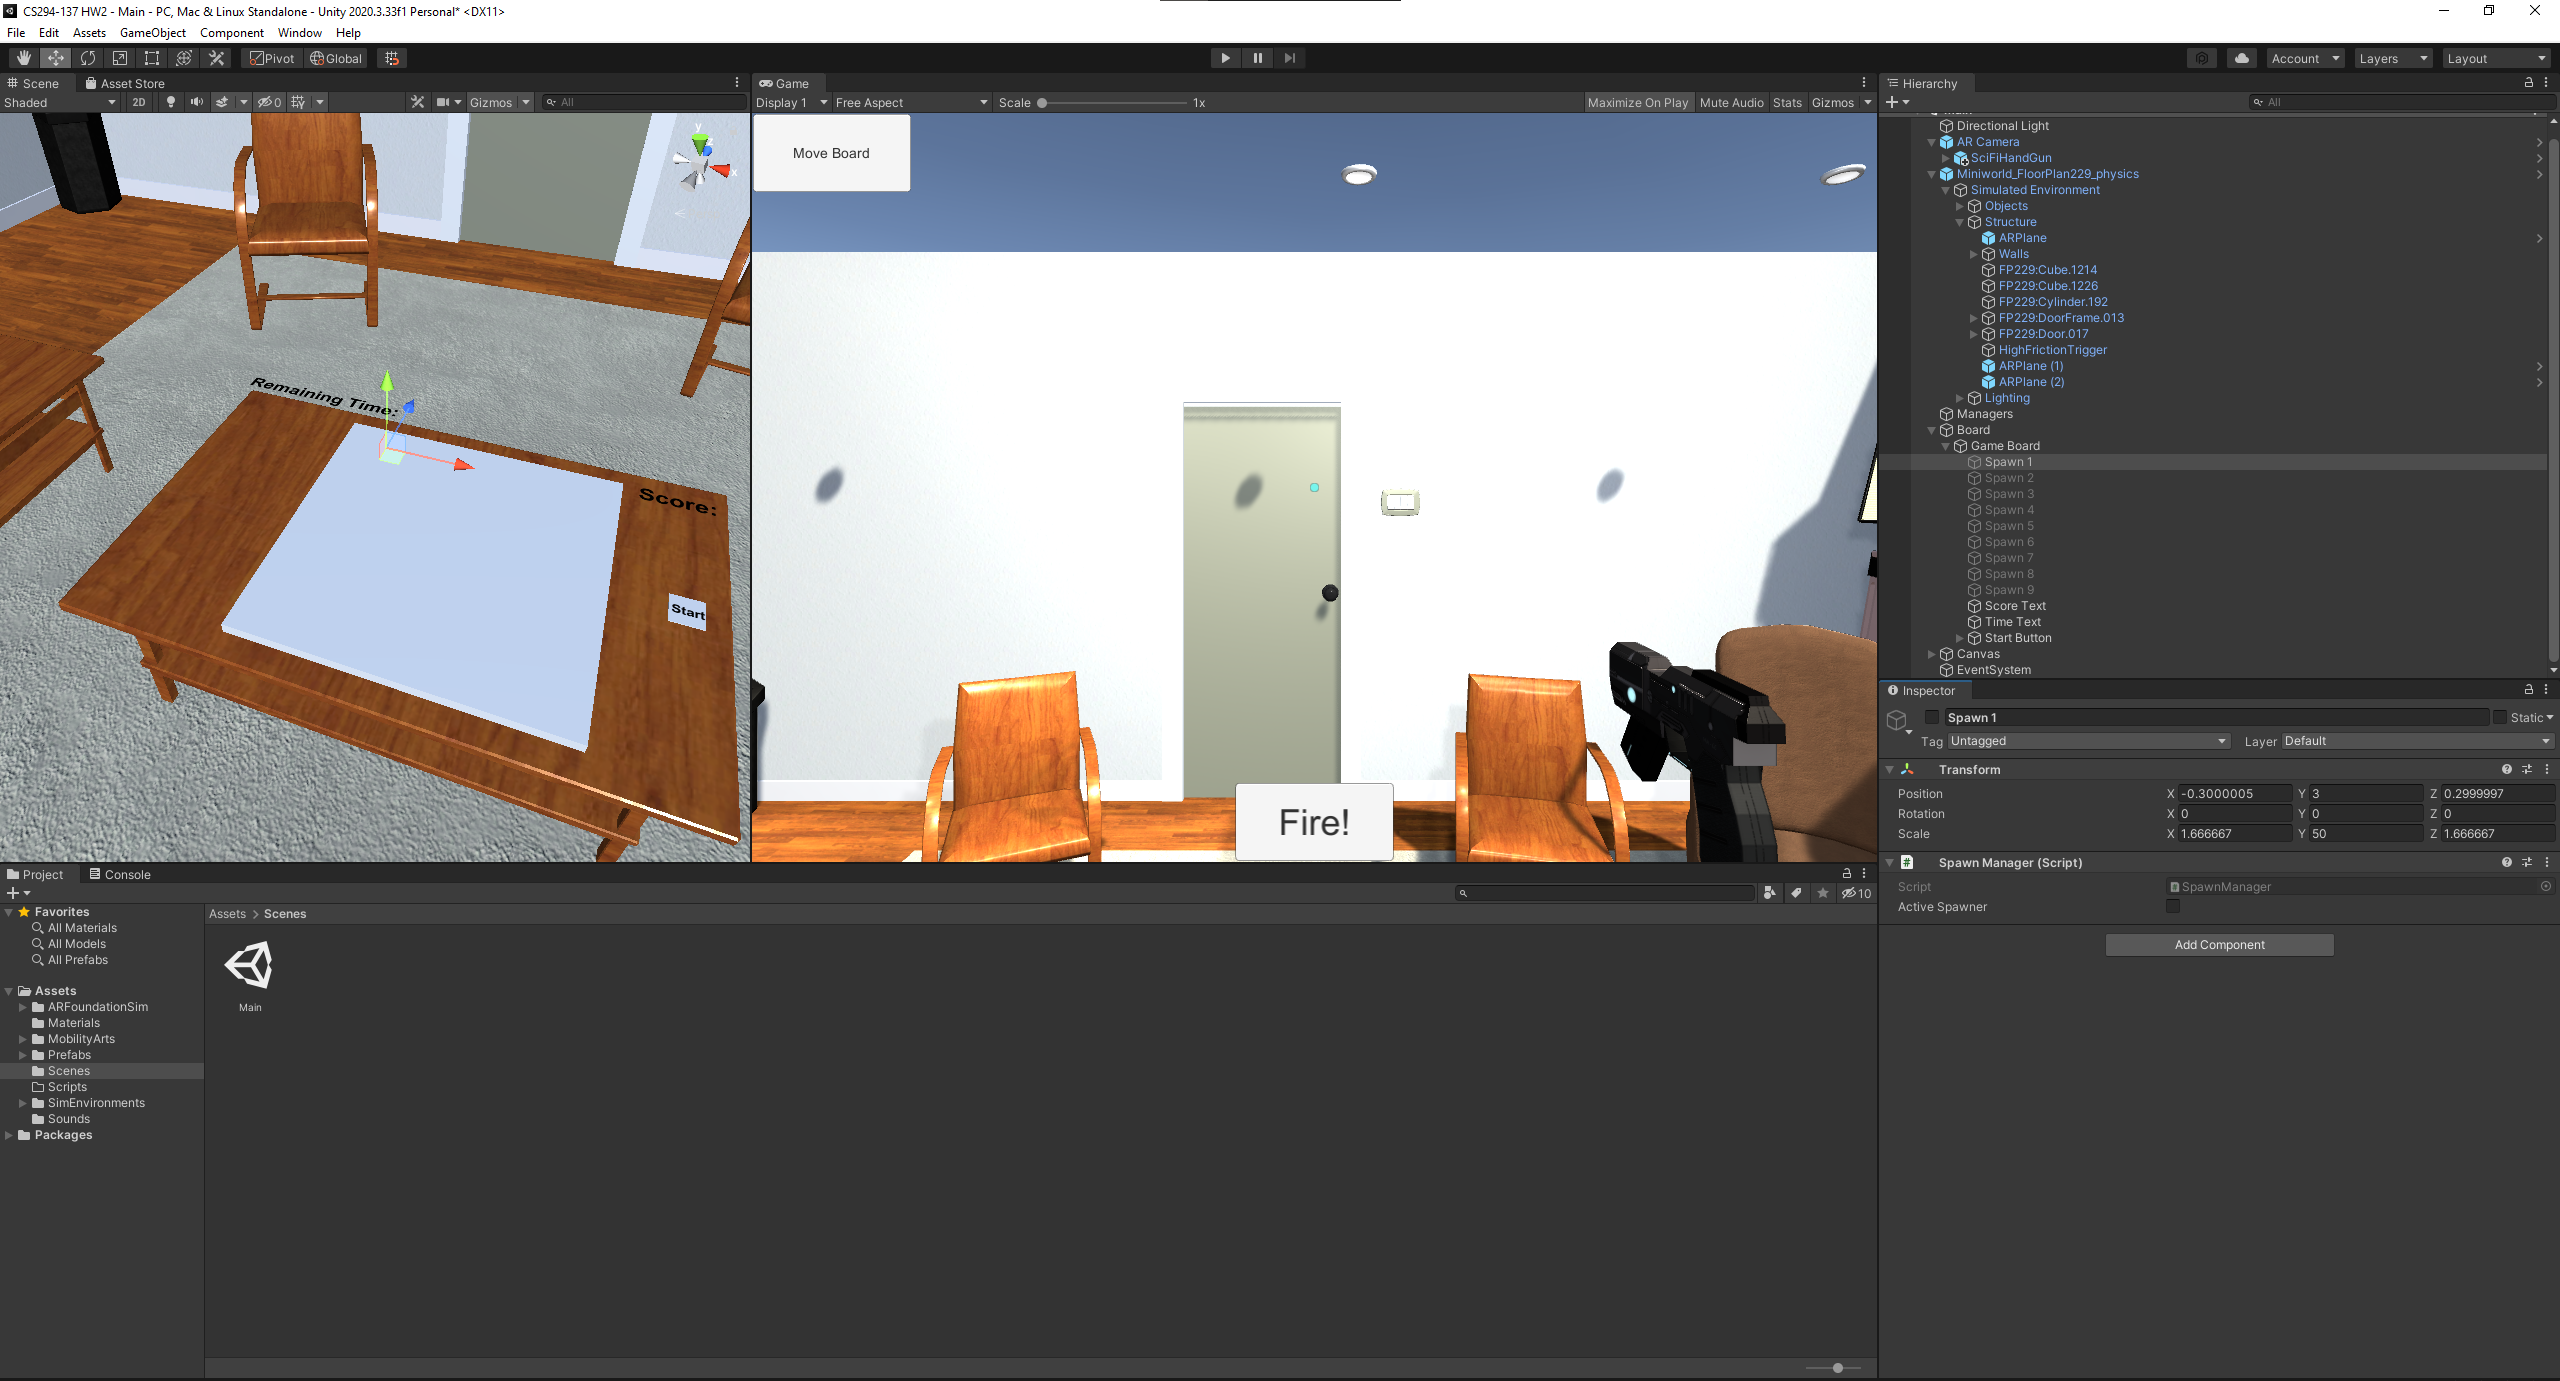 CS294-137 HW2 - Main - PC, Mac & Linux Standalone - Unity 2020.3.33f1 Personal* <DX11>
File Edit Assets GameObject Component Window Help
Pivot Global Account Layers Layout
Scene Asset Store
Shaded 2D 0 Gizmos All
Remaining Time:
Score:
Start
Game
Display 1 Free Aspect Scale 1x Maximize On Play Mute Audio Stats Gizmos
Move Board
Fire!
Hierarchy
All
Directional Light
AR Camera
SciFiHandGun
Miniworld_FloorPlan229_physics
Simulated Environment
Objects
Structure
ARPlane
Walls
FP229:Cube.1214
FP229:Cube.1226
FP229:Cylinder.192
FP229:DoorFrame.013
FP229:Door.017
HighFrictionTrigger
ARPlane (1)
ARPlane (2)
Lighting
Managers
Board
Game Board
Spawn 1
Spawn 2
Spawn 3
Spawn 4
Spawn 5
Spawn 6
Spawn 7
Spawn 8
Spawn 9
Score Text
Time Text
Start Button
Canvas
EventSystem
Inspector
Spawn 1 Static
Tag Untagged Layer Default
Transform
Position X -0.3000005 Y 3 Z 0.2999997
Rotation X 0 Y 0 Z 0
Scale X 1.666667 Y 50 Z 1.666667
Spawn Manager (Script)
Script SpawnManager
Active Spawner
Add Component
Project Console
10
Favorites
All Materials
All Models
All Prefabs
Assets
ARFoundationSim
Materials
MobilityArts
Prefabs
Scenes
Scripts
SimEnvironments
Sounds
Packages
Assets > Scenes
Main